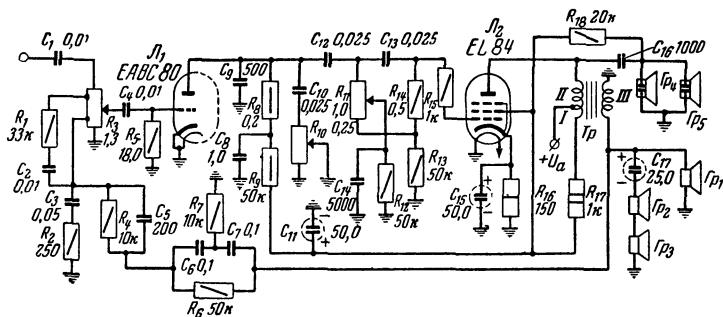 C₁ 0,01
Л₁
EABC 80
C₄ 0,01
R₁
33к
C₂
0,01
R₃
1,3
R₅
18,0
C₃
0,05
R₂
250
R₄
10к
C₅
200
R₇
10к
C₆ 0,1
C₇ 0,1
R₆ 50к
C₉ 500
R₈
0,2
C₈
1,0
R₉
50к
C₁₁
50,0
C₁₂ 0,025
C₁₃ 0,025
C₁₀
0,025
R₁₀
R₁₁
1,0
0,25
R₁₄
0,5
R₁₅
1к
C₁₄
5000
R₁₂
50к
R₁₃
50к
Л₂
EL 84
C₁₅
50,0
R₁₆
150
R₁₇
1к
+Uа
R₁₈ 20к
C₁₆ 1000
II
I
III
Тр
Гр₄
Гр₅
C₁₇
25,0
Гр₁
Гр₂
Гр₃